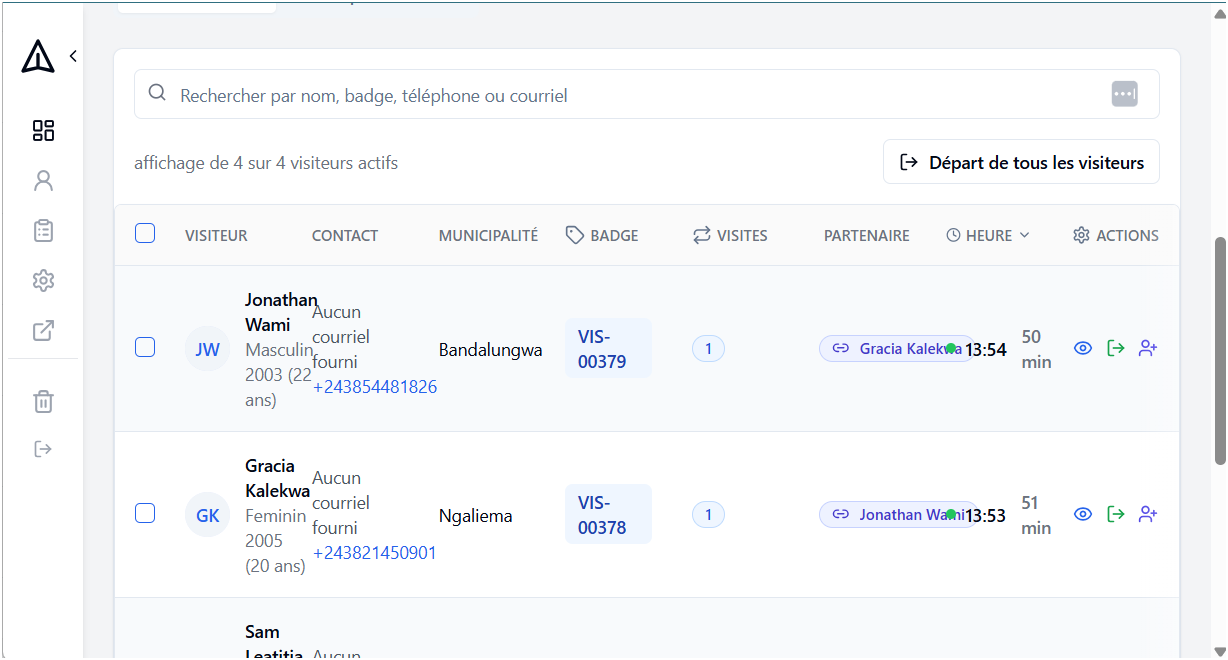 Rechercher par nom, badge, téléphone ou courriel
affichage de 4 sur 4 visiteurs actifs
Départ de tous les visiteurs
VISITEUR CONTACT MUNICIPALITÉ BADGE VISITES PARTENAIRE HEURE ACTIONS
Jonathan
Wami
Masculin
2003 (22
ans)
Aucun
courriel
fourni
+243854481826
Bandalungwa
VIS-
00379
1
Gracia Kalekwa
13:54
50
min
Gracia
Kalekwa
Feminin
2005
(20 ans)
Aucun
courriel
fourni
+243821450901
Ngaliema
VIS-
00378
1
Jonathan Wami
13:53
51
min
JW
GK
Sam
Leatitia
Aucun